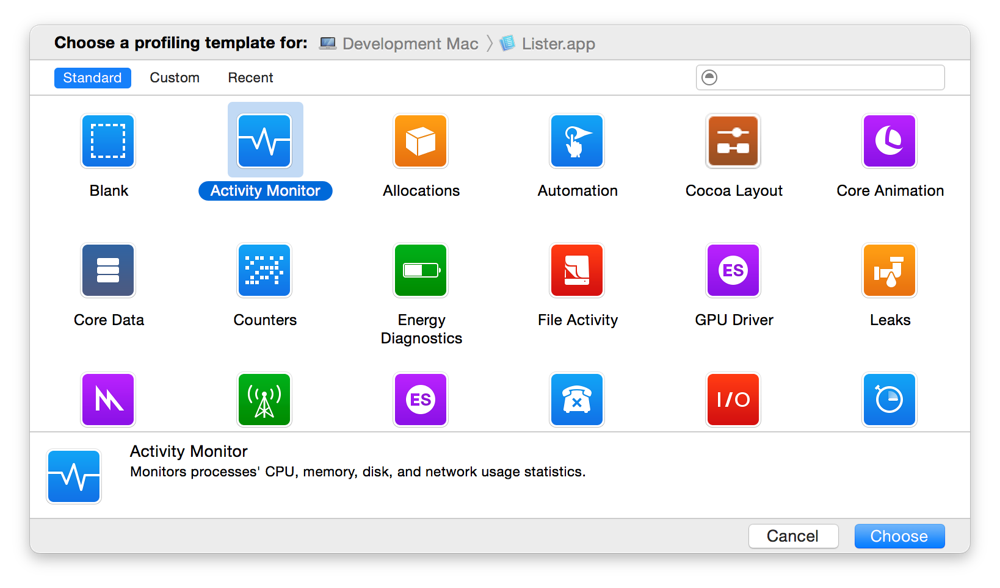 Choose a profiling template for: Development Mac 〉 Lister.app
Standard Custom Recent
Blank Activity Monitor Allocations Automation Cocoa Layout Core Animation
ES
Core Data Counters Energy Diagnostics File Activity GPU Driver Leaks
ES I/O
Activity Monitor
Monitors processes' CPU, memory, disk, and network usage statistics.
Cancel Choose